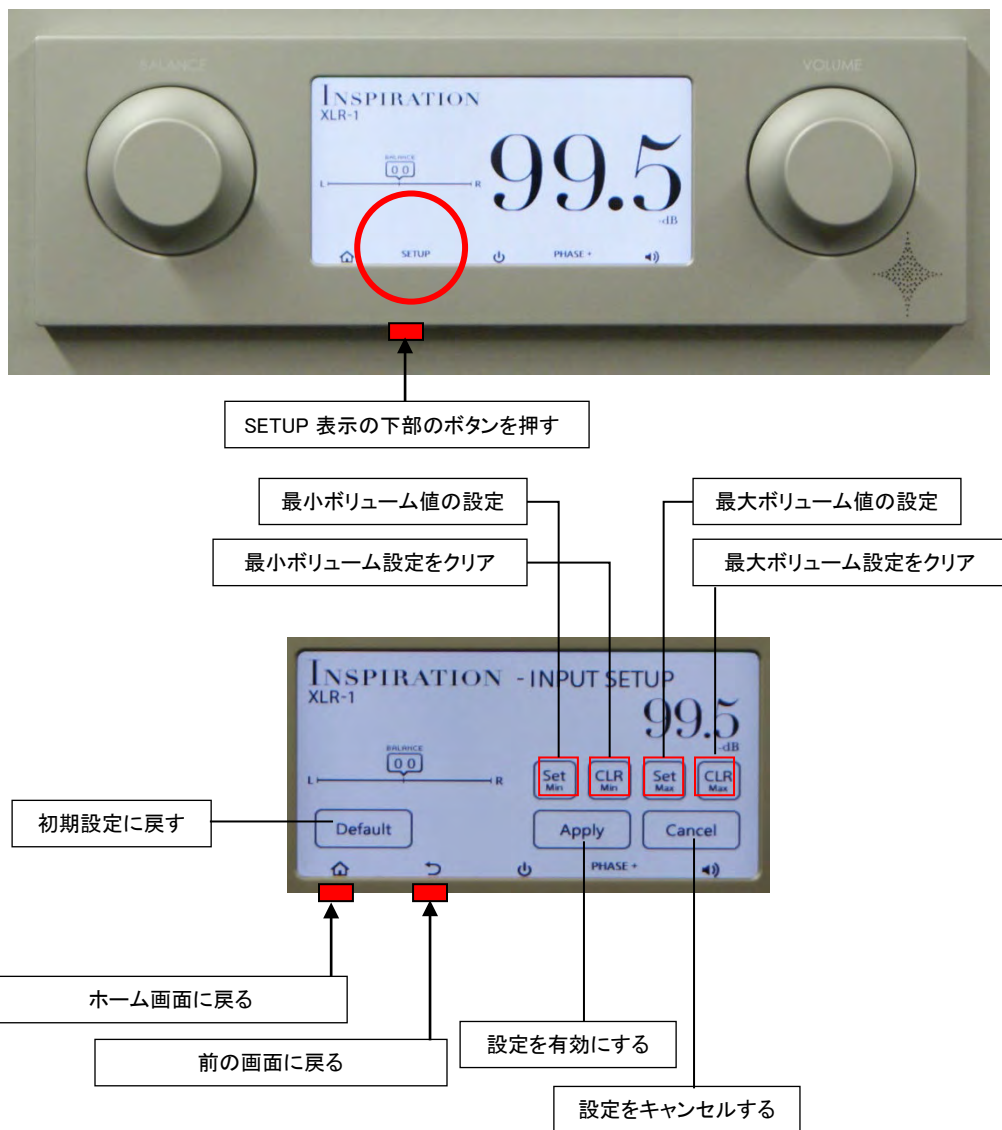 BALANCE
VOLUME
INSPIRATION
XLR-1
BALANCE
00
L
R
99.5
-dB
SETUP
PHASE +
SETUP 表示の下部のボタンを押す
最小ボリューム値の設定
最大ボリューム値の設定
最小ボリューム設定をクリア
最大ボリューム設定をクリア
INSPIRATION - INPUT SETUP
XLR-1
99.5
-dB
BALANCE
00
L
R
Set Min
CLR Min
Set Max
CLR Max
初期設定に戻す
Default
Apply
Cancel
PHASE +
ホーム画面に戻る
設定を有効にする
前の画面に戻る
設定をキャンセルする